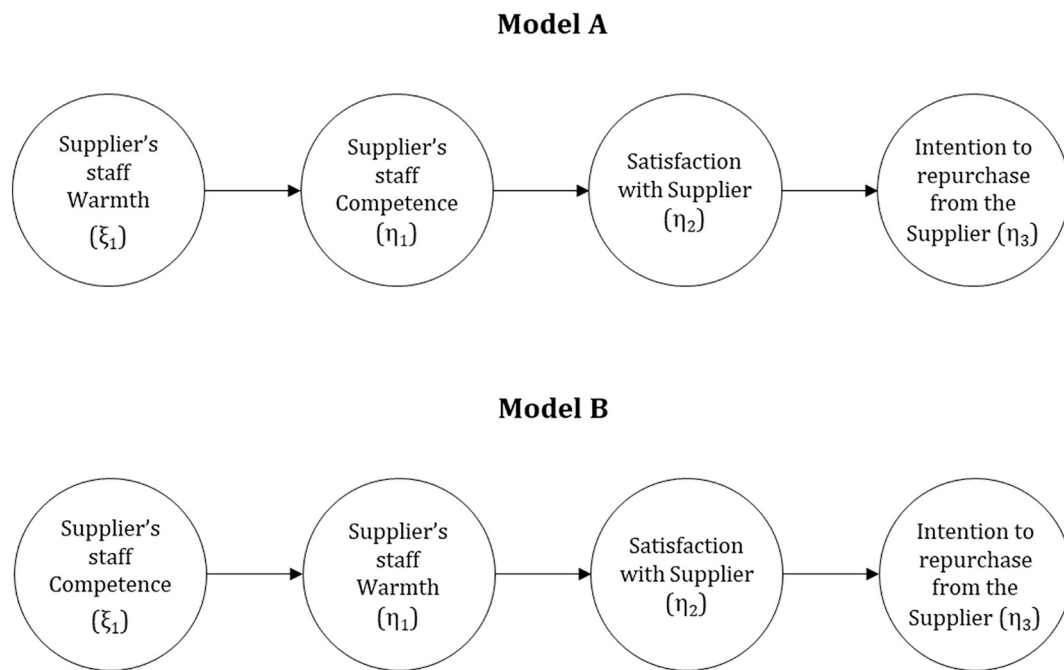 Model A
Supplier’s
staff
Warmth
(ξ₁)
Supplier’s
staff
Competence
(η₁)
Satisfaction
with Supplier
(η₂)
Intention to
repurchase
from the
Supplier (η₃)
Model B
Supplier’s
staff
Competence
(ξ₁)
Supplier’s
staff
Warmth
(η₁)
Satisfaction
with Supplier
(η₂)
Intention to
repurchase
from the
Supplier (η₃)